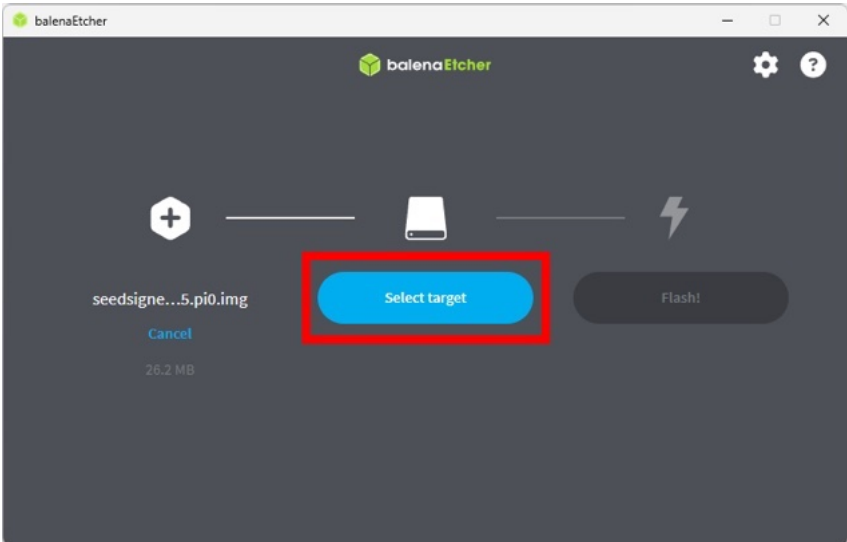 balenaEtcher
balenaEtcher
?
seedsigne...5.pi0.img
Cancel
26.2 MB
Select target
Flash!